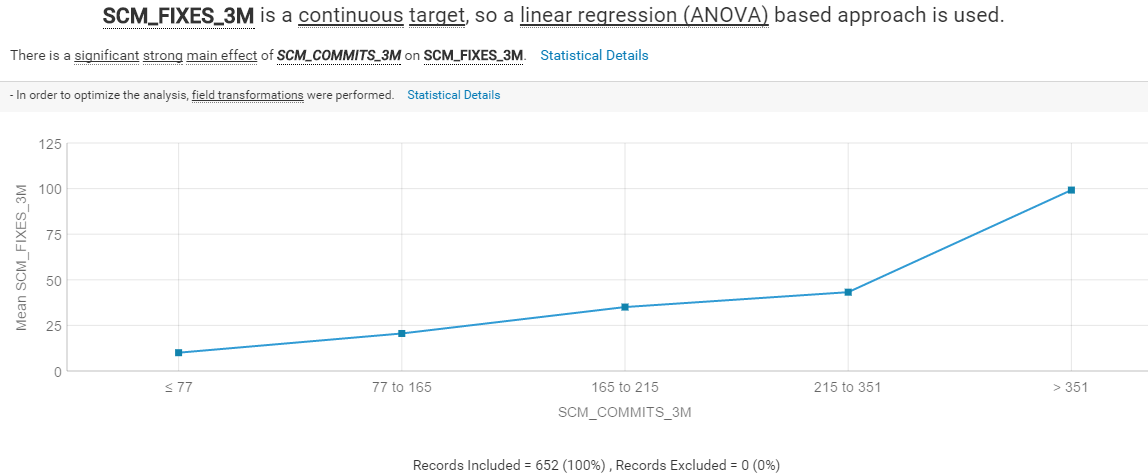 SCM_FIXES_3M is a continuous target, so a linear regression (ANOVA) based approach is used.
There is a significant strong main effect of SCM_COMMITS_3M on SCM_FIXES_3M. Statistical Details
- In order to optimize the analysis, field transformations were performed. Statistical Details
125
100
75
50
25
0
Mean SCM_FIXES_3M
≤ 77 77 to 165 165 to 215 215 to 351 > 351
SCM_COMMITS_3M
Records Included = 652 (100%) , Records Excluded = 0 (0%)